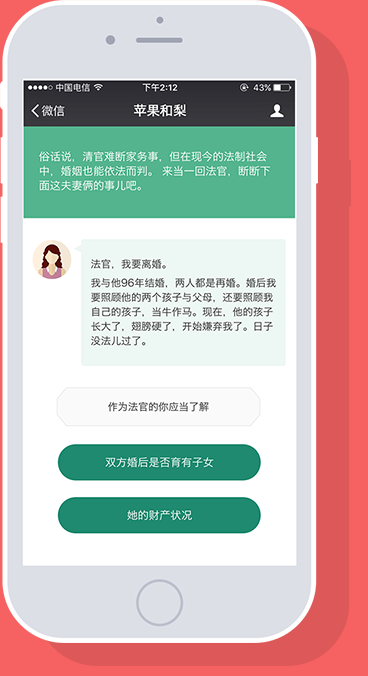 中国电信 下午2:12 43%
微信 苹果和梨
俗话说，清官难断家务事，但在现今的法制社会
中，婚姻也能依法而判。 来当一回法官，断断下
面这夫妻俩的事儿吧。
法官，我要离婚。
我与他96年结婚，两人都是再婚。婚后我
要照顾他的两个孩子与父母，还要照顾我
自己的孩子，当牛作马。现在，他的孩子
长大了，翅膀硬了，开始嫌弃我了。日子
没法儿过了。
作为法官的你应当了解
双方婚后是否育有子女
她的财产状况